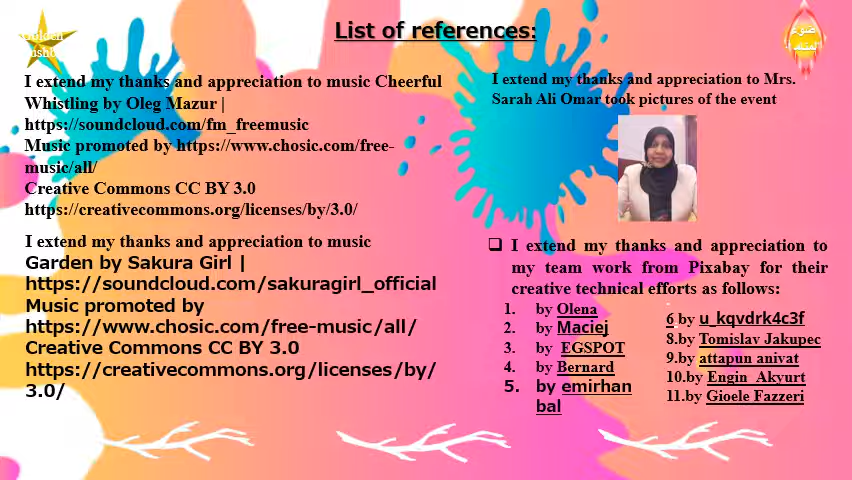 List of references:
Golden
ضوء
I extend my thanks and appreciation to music Cheerful
Whistling by Oleg Mazur |
https://soundcloud.com/fm_freemusic
Music promoted by https://www.chosic.com/free-
music/all/
Creative Commons CC BY 3.0
https://creativecommons.org/licenses/by/3.0/
I extend my thanks and appreciation to music
Garden by Sakura Girl |
https://soundcloud.com/sakuragirl_official
Music promoted by
https://www.chosic.com/free-music/all/
Creative Commons CC BY 3.0
https://creativecommons.org/licenses/by/
3.0/
I extend my thanks and appreciation to Mrs.
Sarah Ali Omar took pictures of the event
❑ I extend my thanks and appreciation to
my team work from Pixabay for their
creative technical efforts as follows:
1. by Olena
2. by Maciej
3. by EGSPOT
4. by Bernard
5. by emirhan
bal
6.by u_kqvdrk4c3f
8.by Tomislav Jakupec
9.by attapun anivat
10.by Engin Akyurt
11.by Gioele Fazzeri